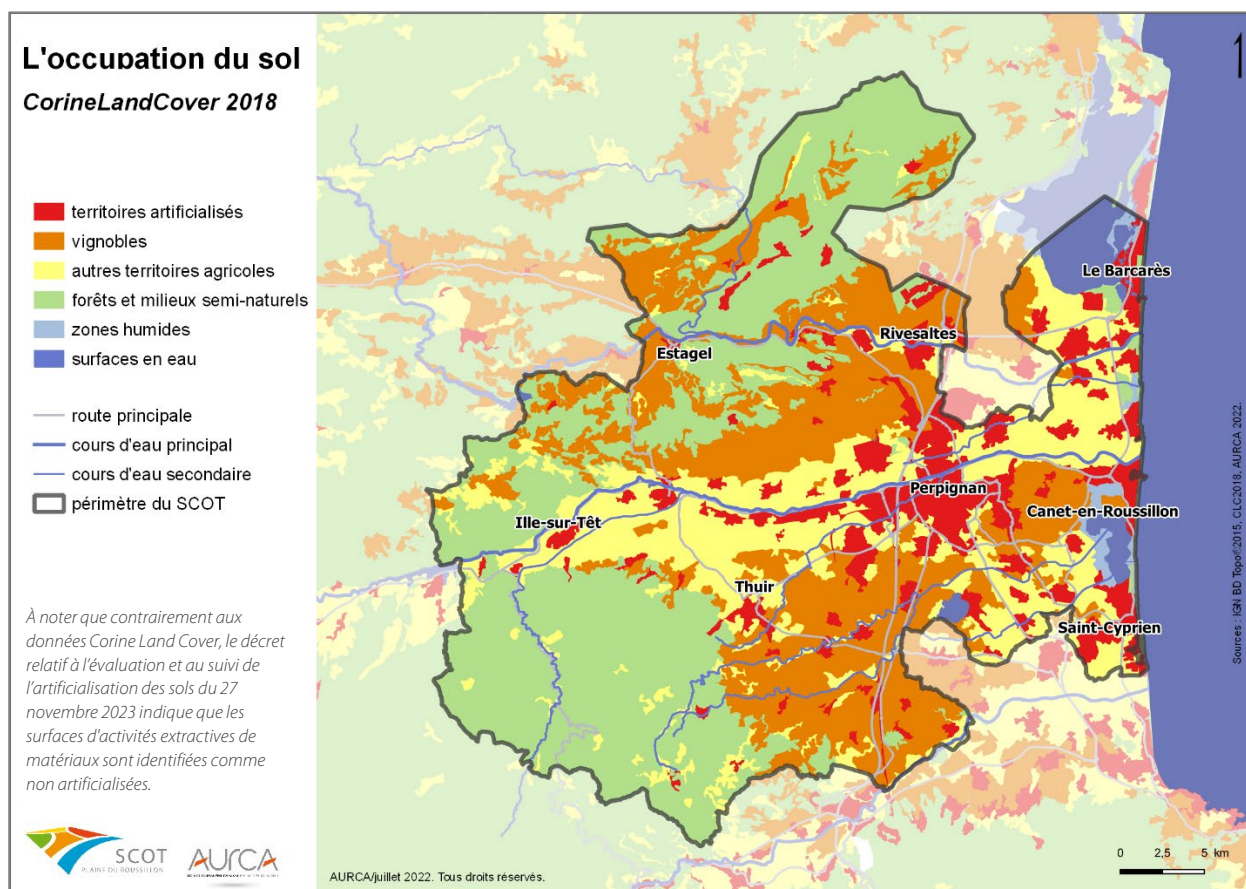 L'occupation du sol
CorineLandCover 2018
territoires artificialisés
vignobles
autres territoires agricoles
forêts et milieux semi-naturels
zones humides
surfaces en eau
route principale
cours d'eau principal
cours d'eau secondaire
périmètre du SCOT
À noter que contrairement aux
données Corine Land Cover, le décret
relatif à l'évaluation et au suivi de
l'artificialisation des sols du 27
novembre 2023 indique que les
surfaces d'activités extractives de
matériaux sont identifiées comme
non artificialisées.
SCOT
PLAINE DU ROUSSILLON
AURCA
Le Barcarès
Rivesaltes
Estagel
Perpignan
Canet-en-Roussillon
Ille-sur-Têt
Thuir
Saint-Cyprien
Sources : IGN BD Topo®2015, CLC2018, AURCA 2022.
0 2,5 5 km
AURCA/juillet 2022. Tous droits réservés.